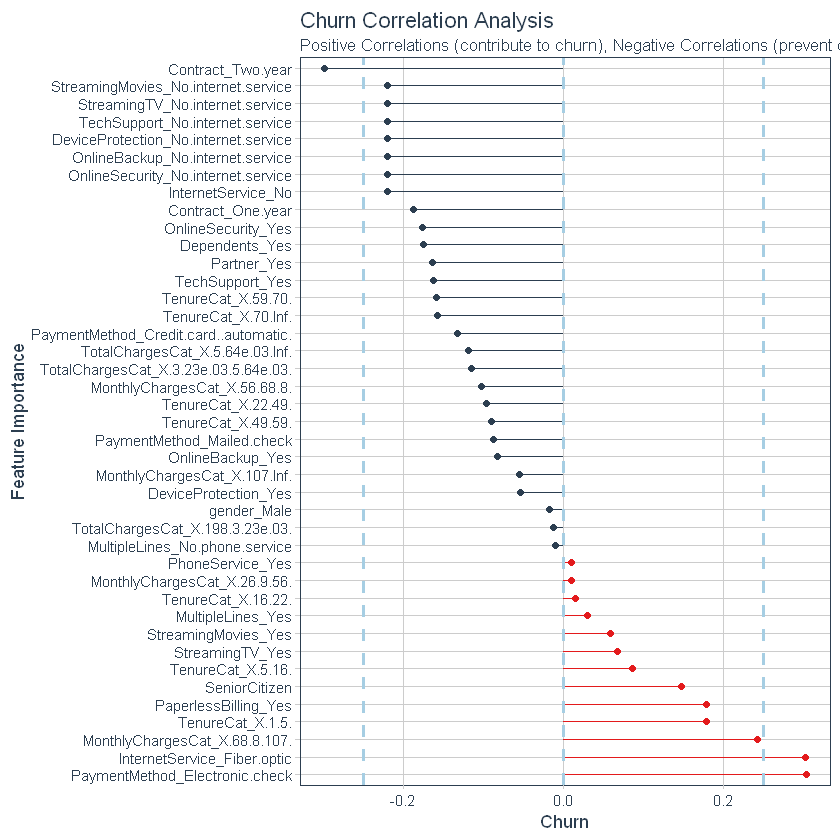 Churn Correlation Analysis
Positive Correlations (contribute to churn), Negative Correlations (prevent
Contract_Two.year
StreamingMovies_No.internet.service
StreamingTV_No.internet.service
TechSupport_No.internet.service
DeviceProtection_No.internet.service
OnlineBackup_No.internet.service
OnlineSecurity_No.internet.service
InternetService_No
Contract_One.year
OnlineSecurity_Yes
Dependents_Yes
Partner_Yes
TechSupport_Yes
TenureCat_X.59.70.
TenureCat_X.70.Inf.
PaymentMethod_Credit.card..automatic.
TotalChargesCat_X.5.64e.03.Inf.
TotalChargesCat_X.3.23e.03.5.64e.03.
MonthlyChargesCat_X.56.68.8.
TenureCat_X.22.49.
TenureCat_X.49.59.
PaymentMethod_Mailed.check
OnlineBackup_Yes
MonthlyChargesCat_X.107.Inf.
DeviceProtection_Yes
gender_Male
TotalChargesCat_X.198.3.23e.03.
MultipleLines_No.phone.service
PhoneService_Yes
MonthlyChargesCat_X.26.9.56.
TenureCat_X.16.22.
MultipleLines_Yes
StreamingMovies_Yes
StreamingTV_Yes
TenureCat_X.5.16.
SeniorCitizen
PaperlessBilling_Yes
TenureCat_X.1.5.
MonthlyChargesCat_X.68.8.107.
InternetService_Fiber.optic
PaymentMethod_Electronic.check
Feature Importance
-0.2 0.0 0.2
Churn